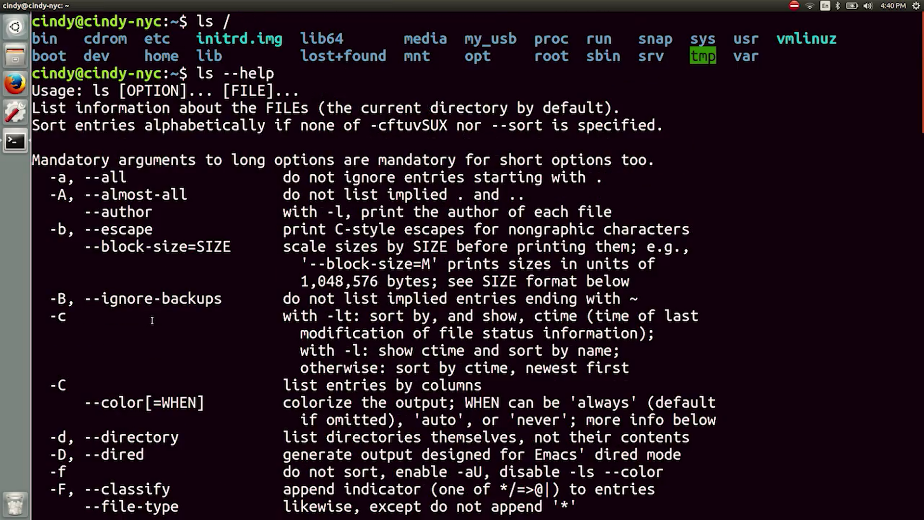 En 4:40 PM
cindy@cindy-nyc:~$ ls /
bin cdrom etc initrd.img lib64 media my_usb proc run snap sys usr vmlinuz
boot dev home lib lost+found mnt opt root sbin srv tmp var
cindy@cindy-nyc:~$ ls --help
Usage: ls [OPTION]... [FILE]...
List information about the FILEs (the current directory by default).
Sort entries alphabetically if none of -cftuvSUX nor --sort is specified.
Mandatory arguments to long options are mandatory for short options too.
-a, --all do not ignore entries starting with .
-A, --almost-all do not list implied . and ..
--author with -l, print the author of each file
-b, --escape print C-style escapes for nongraphic characters
--block-size=SIZE scale sizes by SIZE before printing them; e.g.,
'--block-size=M' prints sizes in units of
1,048,576 bytes; see SIZE format below
-B, --ignore-backups do not list implied entries ending with ~
-c with -lt: sort by, and show, ctime (time of last
modification of file status information);
with -l: show ctime and sort by name;
otherwise: sort by ctime, newest first
-C list entries by columns
--color[=WHEN] colorize the output; WHEN can be 'always' (default
if omitted), 'auto', or 'never'; more info below
-d, --directory list directories themselves, not their contents
-D, --dired generate output designed for Emacs' dired mode
-f do not sort, enable -aU, disable -ls --color
-F, --classify append indicator (one of */=>@|) to entries
--file-type likewise, except do not append '*'